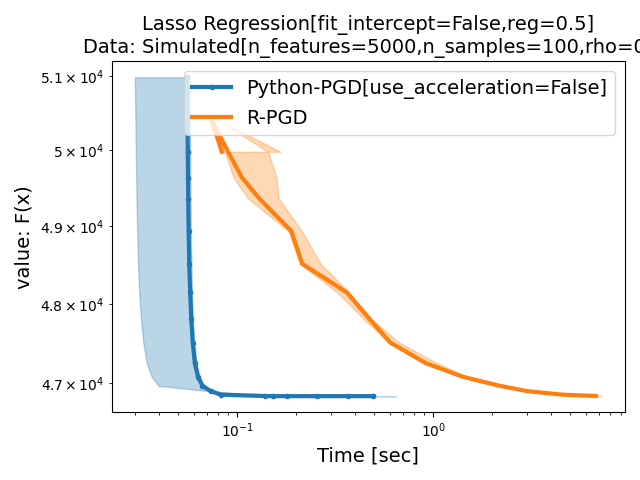 Lasso Regression[fit_intercept=False,reg=0.5]
Data: Simulated[n_features=5000,n_samples=100,rho=0
Python-PGD[use_acceleration=False]
R-PGD
value: F(x)
5.1 × 10⁴
5 × 10⁴
4.9 × 10⁴
4.8 × 10⁴
4.7 × 10⁴
10⁻¹
10⁰
Time [sec]